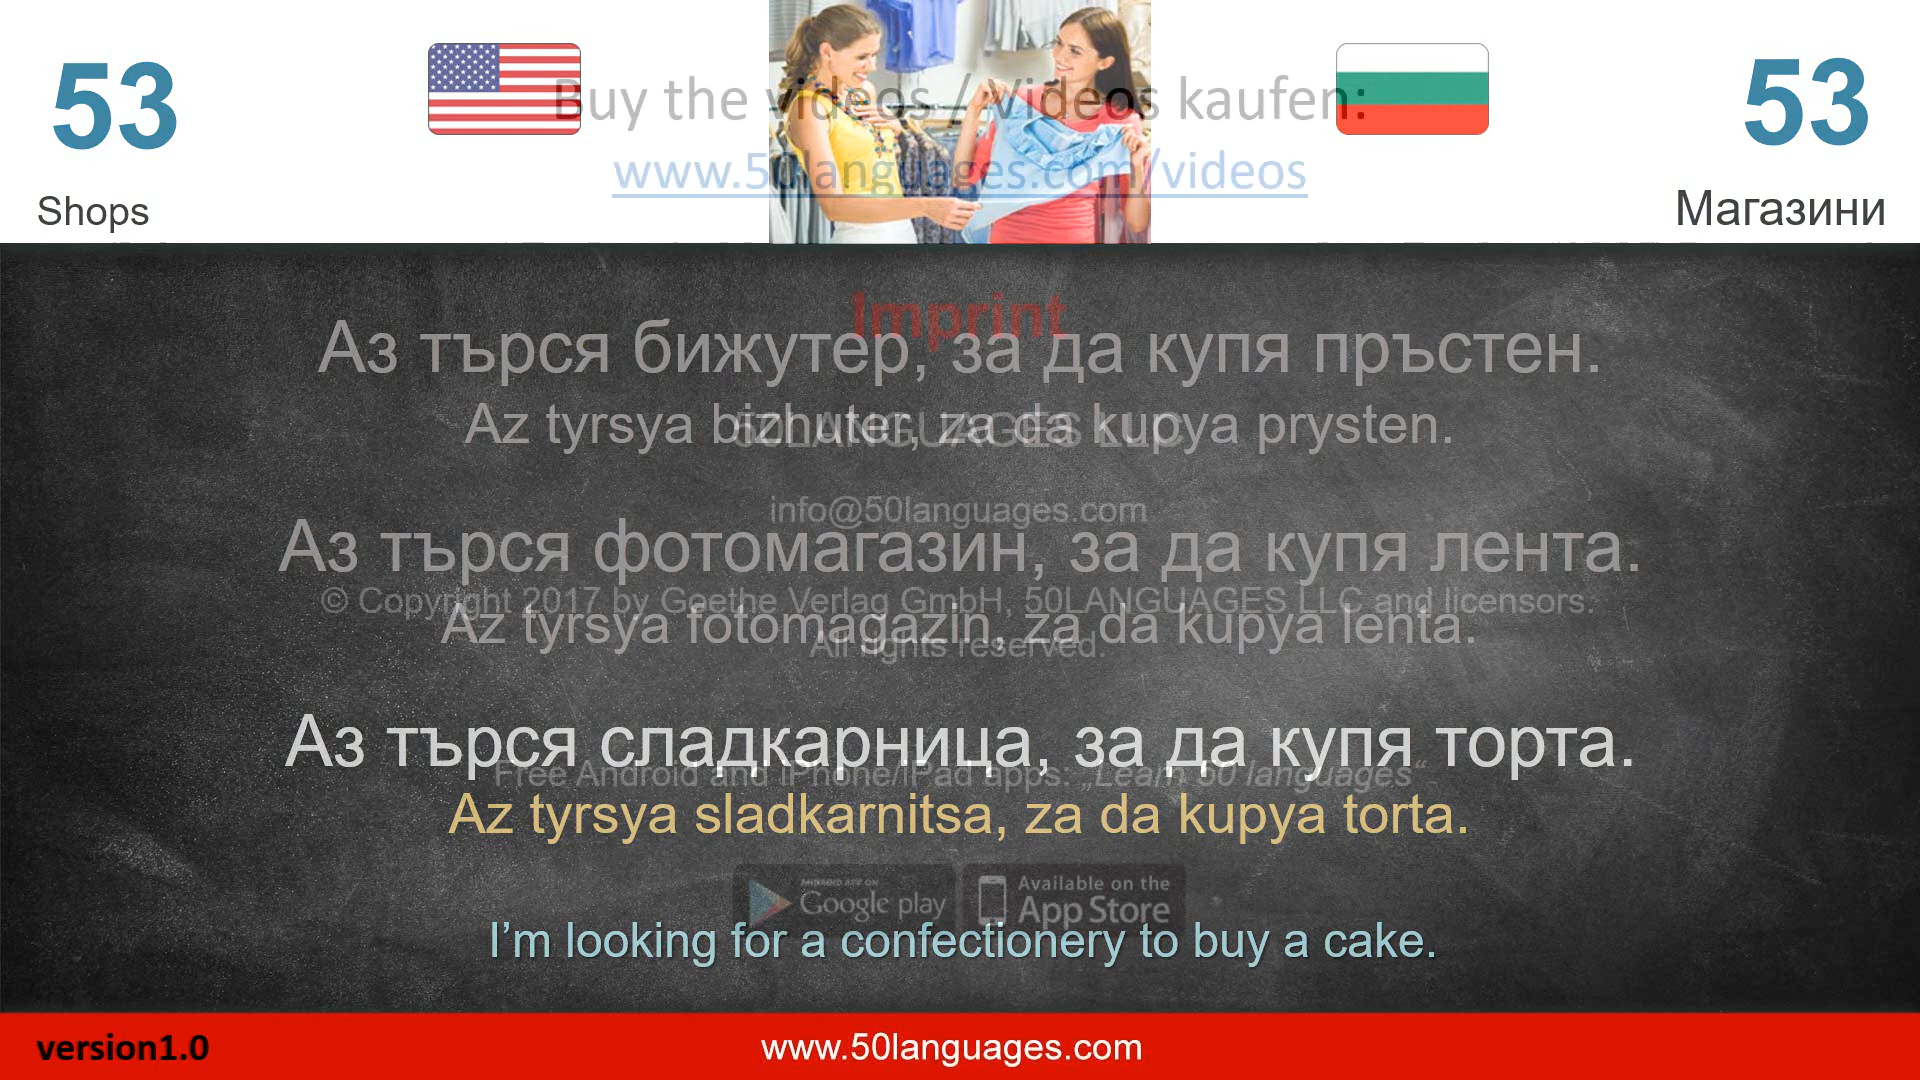 53
53
Buy the videos / Videos kaufen:
www.50languages.com/videos
Shops
Магазини
Imprint
Аз търся бижутер, за да купя пръстен.
Az tyrsya bizhuter, za da kupya prysten.
50LANGUAGES LLC
info@50languages.com
Аз търся фотомагазин, за да купя лента.
© Copyright 2017 by Goethe Verlag GmbH, 50LANGUAGES LLC and licensors.
Az tyrsya fotomagazin, za da kupya lenta.
All rights reserved.
Аз търся сладкарница, за да купя торта.
Free Android and iPhone/iPad apps: „Learn 50 languages“
Az tyrsya sladkarnitsa, za da kupya torta.
ANDROID APP ON
Google play
Available on the
App Store
I’m looking for a confectionery to buy a cake.
version1.0
www.50languages.com